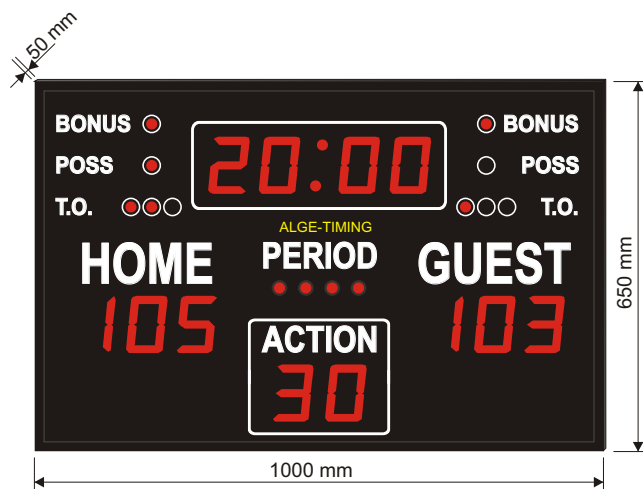 50 mm
BONUS BONUS
20:00
POSS POSS
T.O. T.O.
ALGE-TIMING
HOME PERIOD GUEST
105 103
ACTION
30
650 mm
1000 mm